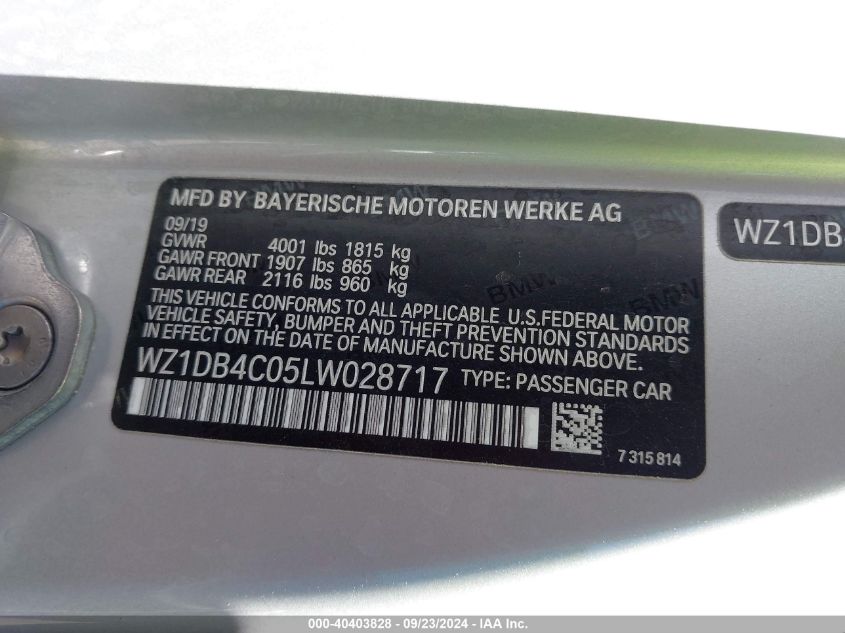 MFD BY BAYERISCHE MOTOREN WERKE AG
09/19
GVWR 4001 lbs 1815 kg
GAWR FRONT 1907 lbs 865 kg
GAWR REAR 2116 lbs 960 kg
THIS VEHICLE CONFORMS TO ALL APPLICABLE U.S.FEDERAL MOTOR
VEHICLE SAFETY, BUMPER AND THEFT PREVENTION STANDARDS
IN EFFECT ON THE DATE OF MANUFACTURE SHOWN ABOVE.
WZ1DB4C05LW028717 TYPE: PASSENGER CAR
7 315 814
WZ1DB
000-40403828 - 09/23/2024 - IAA Inc.